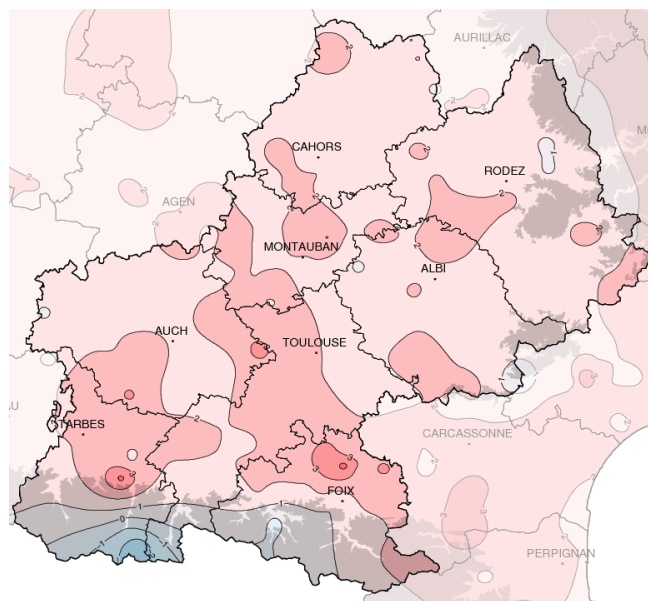 AURILLAC
CAHORS
RODEZ
AGEN
MONTAUBAN
ALBI
AUCH
TOULOUSE
TARBES
CARCASSONNE
FOIX
PERPIGNAN